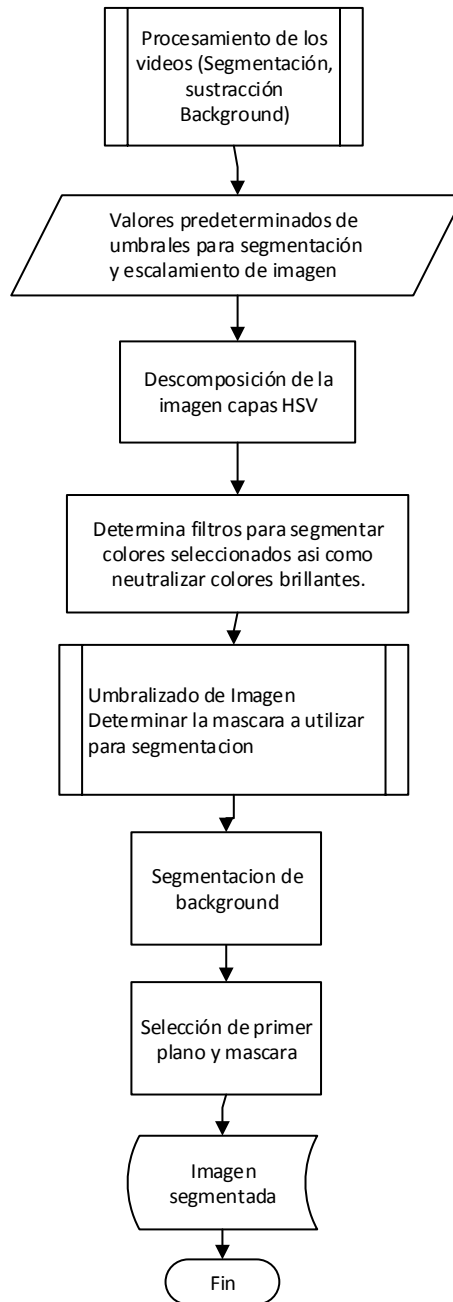 Procesamiento de los
videos (Segmentación,
sustracción
Background)
Valores predeterminados de
umbrales para segmentación
y escalamiento de imagen
Descomposición de la
imagen capas HSV
Determina filtros para segmentar
colores seleccionados asi como
neutralizar colores brillantes.
Umbralizado de Imagen
Determinar la mascara a utilizar
para segmentacion
Segmentacion de
background
Selección de primer
plano y mascara
Imagen
segmentada
Fin